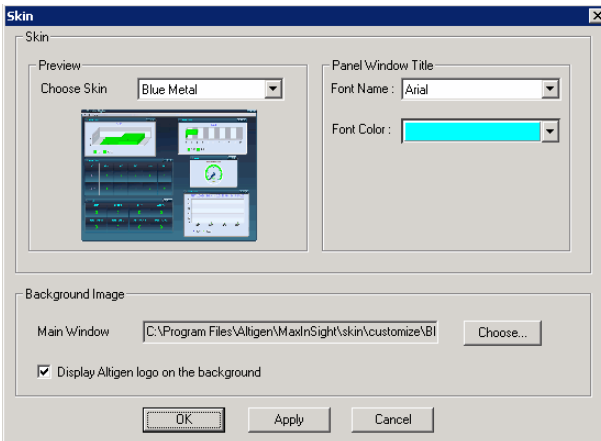 Skin
Skin
Preview
Choose Skin
Blue Metal
Panel Window Title
Font Name :
Arial
Font Color :
Background Image
Main Window
C:\Program Files\Altigen\MaxInSight\skin\customize\Bl
Choose...
Display Altigen logo on the background
OK
Apply
Cancel